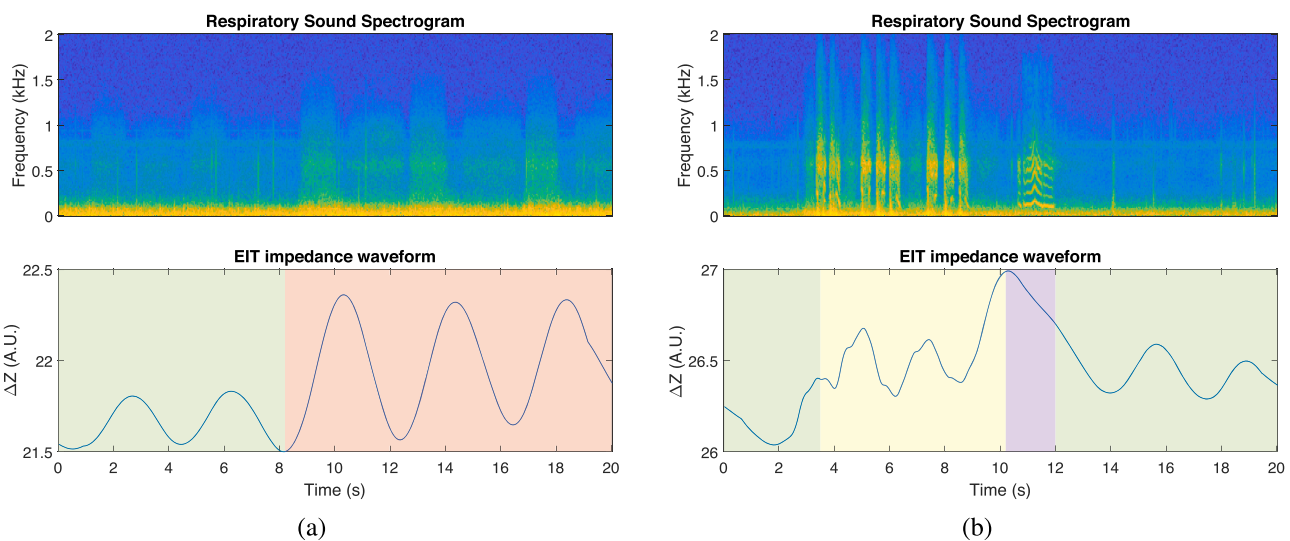 Respiratory Sound Spectrogram
2
1.5
1
0.5
0
Frequency (kHz)
EIT impedance waveform
22.5
22
21.5
ΔZ (A.U.)
0 2 4 6 8 10 12 14 16 18 20
Time (s)
(a)
Respiratory Sound Spectrogram
2
1.5
1
0.5
0
Frequency (kHz)
EIT impedance waveform
27
26.5
26
ΔZ (A.U.)
0 2 4 6 8 10 12 14 16 18 20
Time (s)
(b)